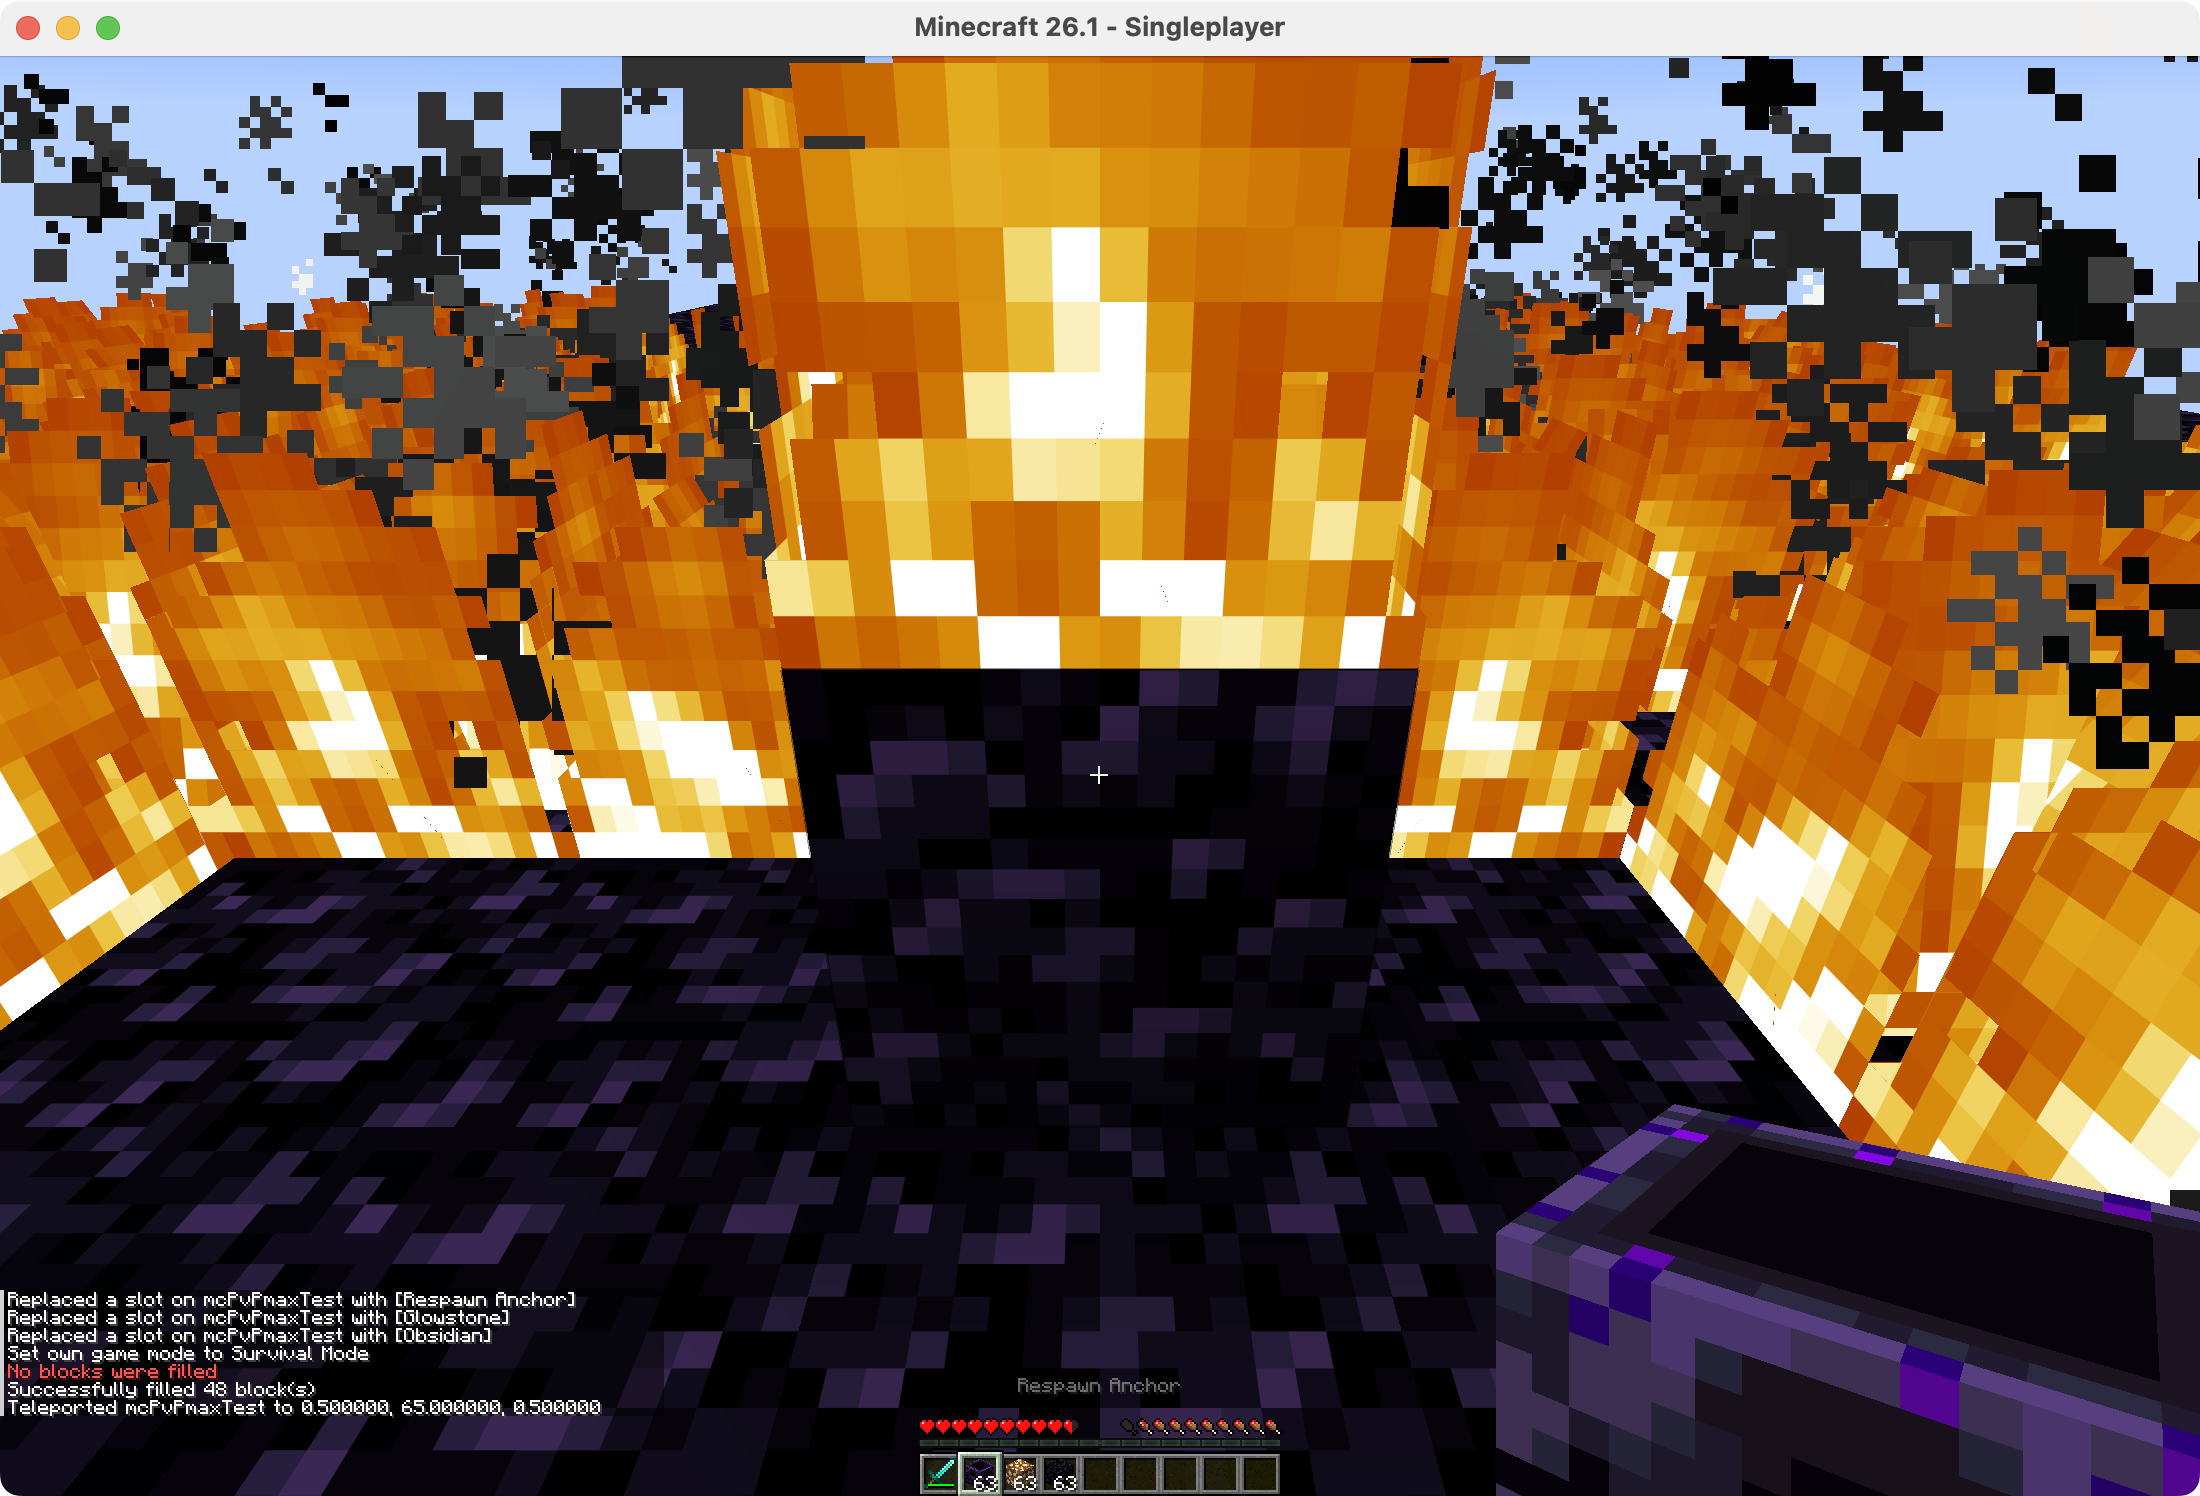 Minecraft 26.1 - Singleplayer
Replaced a slot on mcPvPmaxTest with [Respawn Anchor]
Replaced a slot on mcPvPmaxTest with [Glowstone]
Replaced a slot on mcPvPmaxTest with [Obsidian]
Set own game mode to Survival Mode
No blocks were filled
Successfully filled 48 block(s)
Teleported mcPvPmaxTest to 0.500000, 65.000000, 0.500000
Respawn Anchor
63 63 63